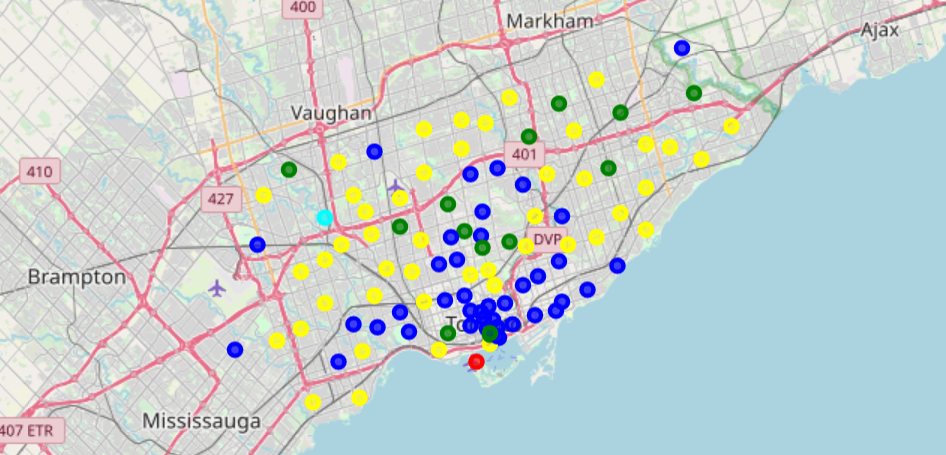 400
Markham
Ajax
Vaughan
401
410
427
DVP
Brampton
To
Mississauga
407 ETR